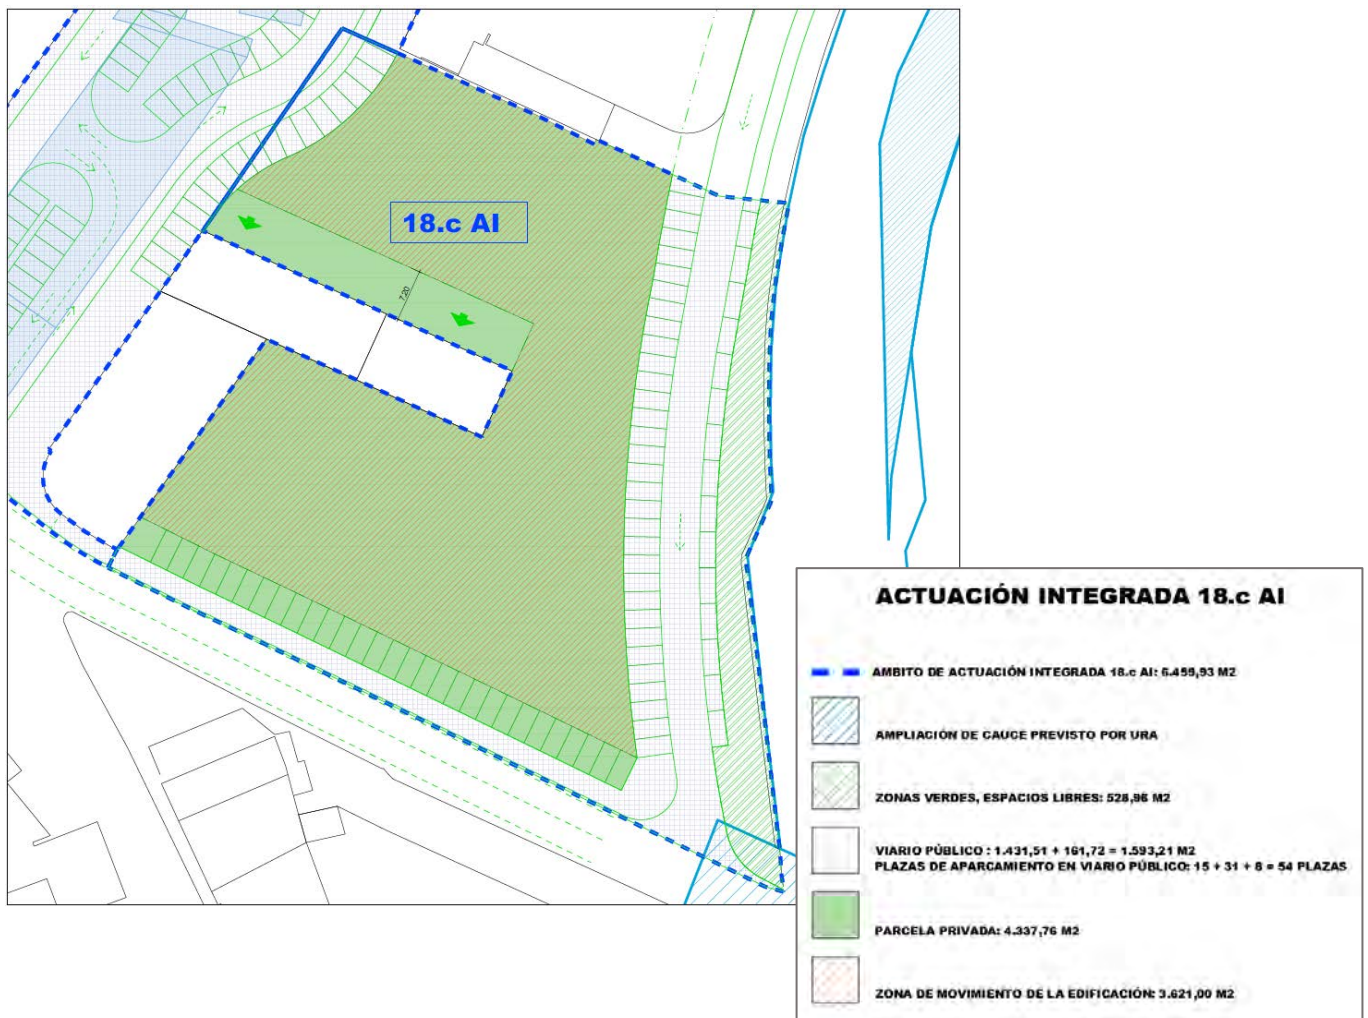 18.c AI
7.20
ACTUACIÓN INTEGRADA 18.c AI
AMBITO DE ACTUACIÓN INTEGRADA 18.c AI: 6.459,93 M2
AMPLIACIÓN DE CAUCE PREVISTO POR URA
ZONAS VERDES, ESPACIOS LIBRES: 528,96 M2
VIARIO PÚBLICO : 1.431,51 + 161,72 = 1.593,21 M2
PLAZAS DE APARCAMIENTO EN VIARIO PÚBLICO: 15 + 31 + 8 = 54 PLAZAS
PARCELA PRIVADA: 4.337,76 M2
ZONA DE MOVIMIENTO DE LA EDIFICACIÓN: 3.621,00 M2